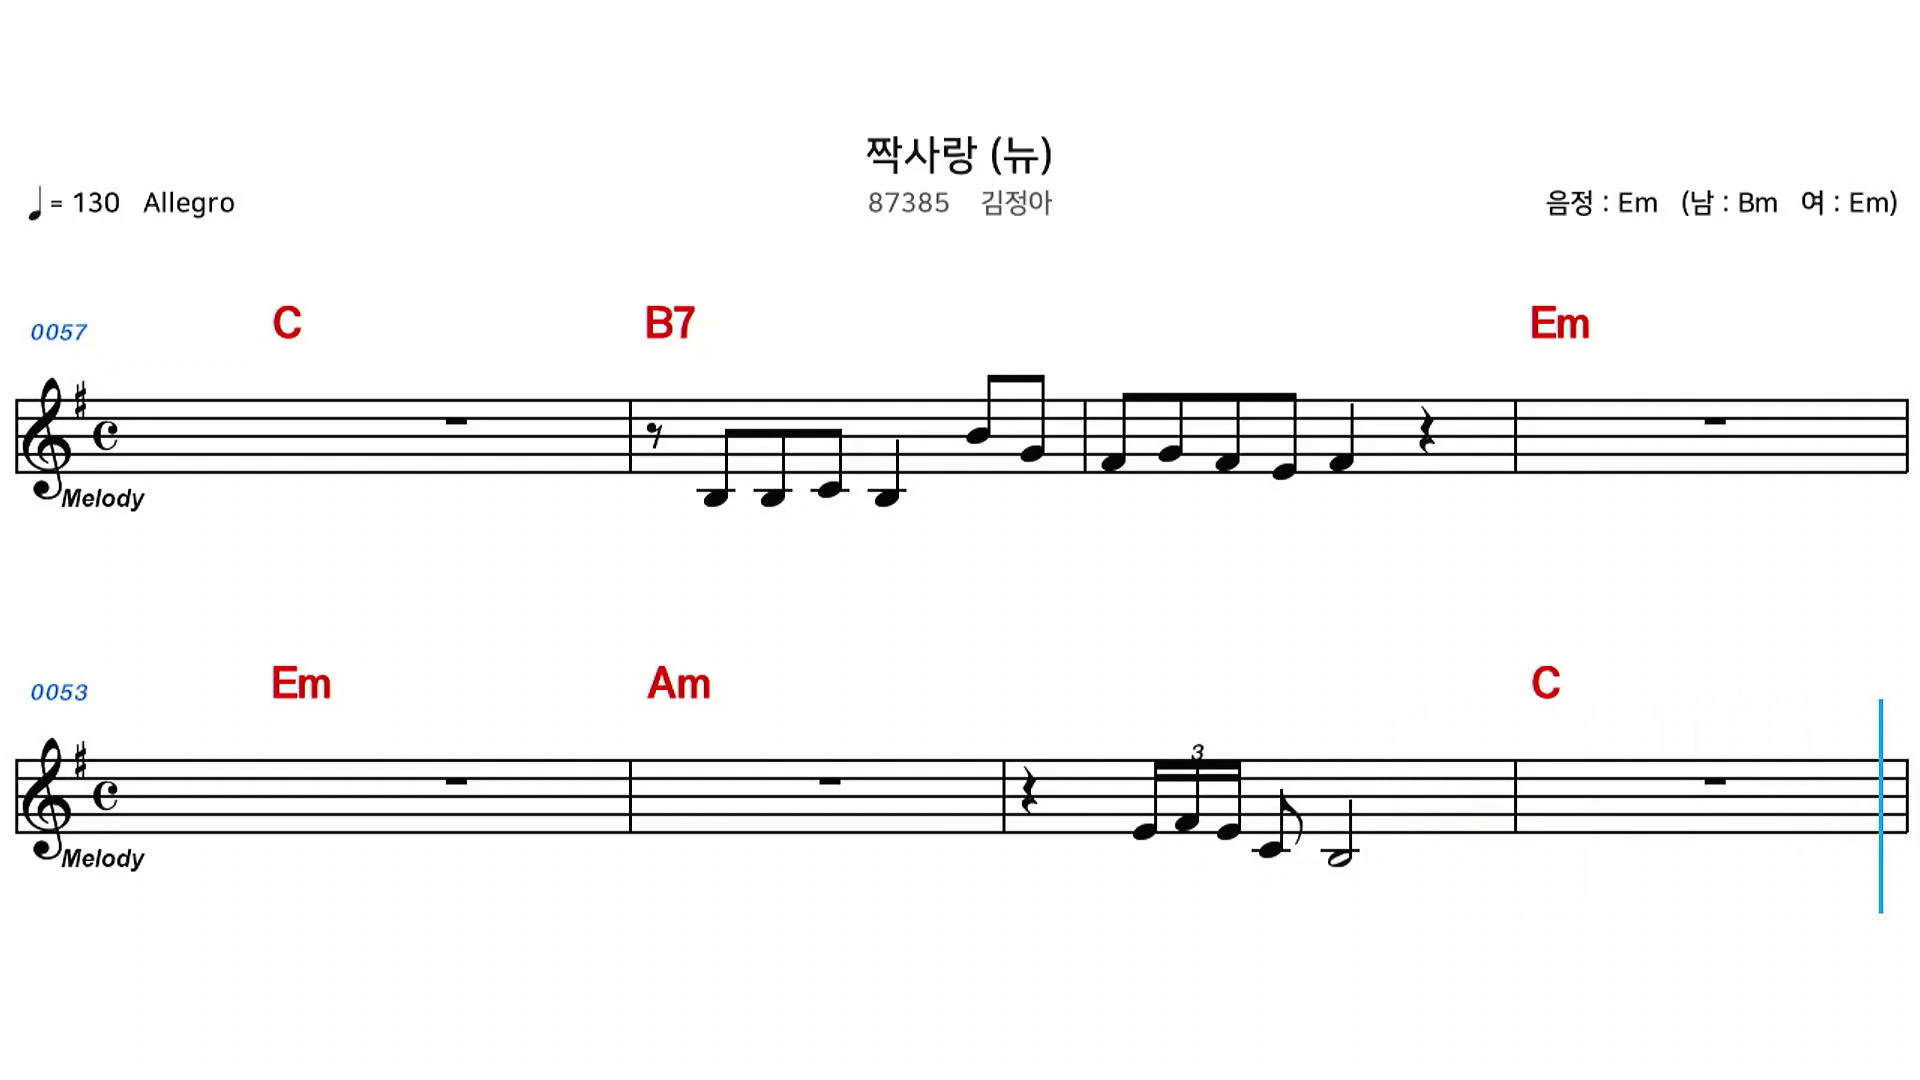 짝사랑 (뉴)
♩ = 130 Allegro
87385 김정아
음정 : Em (남 : Bm 여 : Em)
0057 C B7 Em
Melody
0053 Em Am C
3
Melody